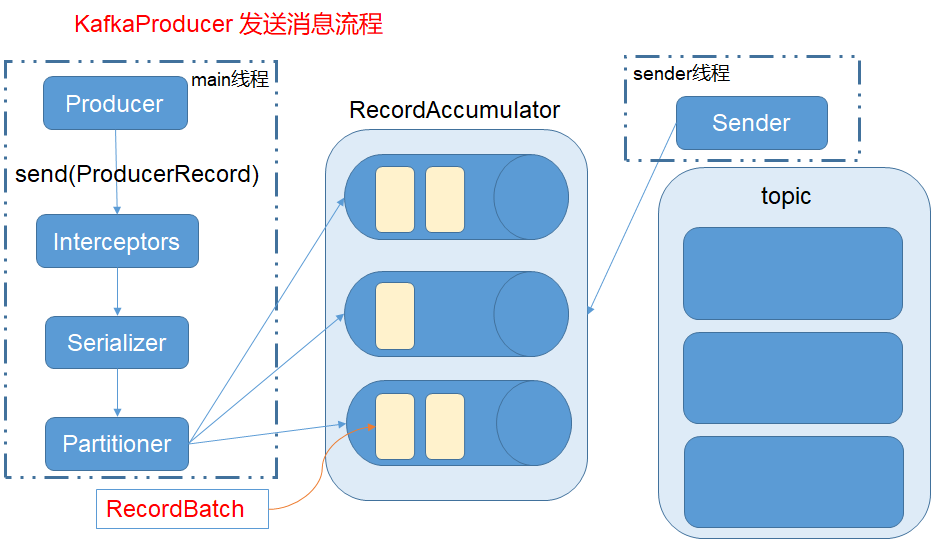 KafkaProducer 发送消息流程
main线程
Producer
send(ProducerRecord)
Interceptors
Serializer
Partitioner
RecordBatch
RecordAccumulator
sender线程
Sender
topic